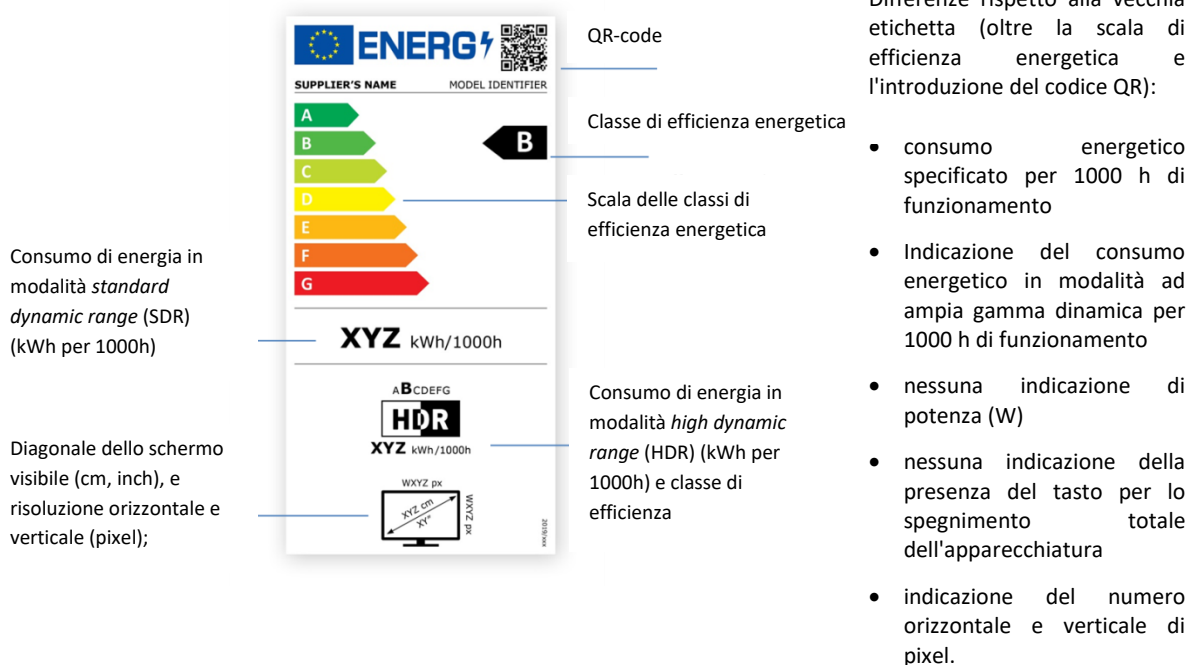 ENERG
SUPPLIER'S NAME MODEL IDENTIFIER
A
B
C
D
E
F
G
B
XYZ kWh/1000h
ABCDEFG
HDR
XYZ kWh/1000h
WXYZ px
XYZ cm
XY"
WXYZ px
2019/xxx
Consumo di energia in
modalità standard
dynamic range (SDR)
(kWh per 1000h)
Diagonale dello schermo
visibile (cm, inch), e
risoluzione orizzontale e
verticale (pixel);
QR-code
Classe di efficienza energetica
Scala delle classi di
efficienza energetica
Consumo di energia in
modalità high dynamic
range (HDR) (kWh per
1000h) e classe di
efficienza
Differenze rispetto alla vecchia
etichetta (oltre la scala di
efficienza energetica e
l'introduzione del codice QR):
• consumo energetico
specificato per 1000 h di
funzionamento
• Indicazione del consumo
energetico in modalità ad
ampia gamma dinamica per
1000 h di funzionamento
• nessuna indicazione di
potenza (W)
• nessuna indicazione della
presenza del tasto per lo
spegnimento totale
dell'apparecchiatura
• indicazione del numero
orizzontale e verticale di
pixel.